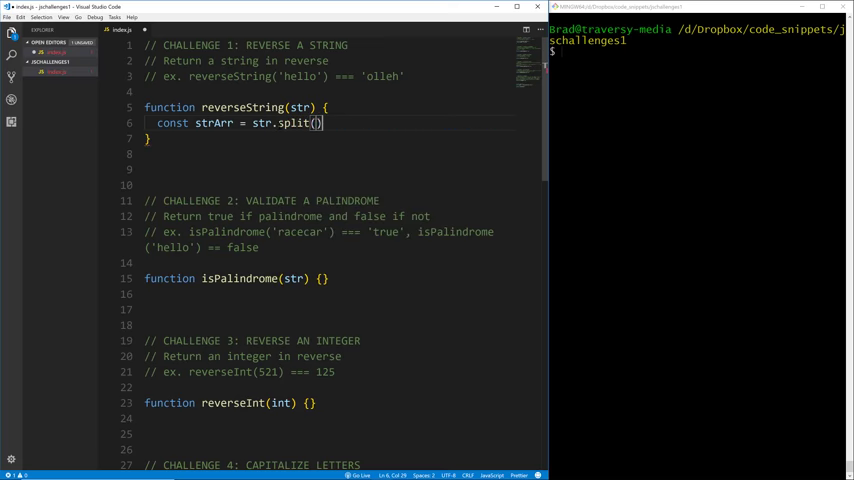 index.js - jschallenges1 - Visual Studio Code
File Edit Selection View Go Debug Tasks Help
EXPLORER
OPEN EDITORS 1 UNSAVED
JS index.js
JSCHALLENGES1
JS index.js
JS index.js
1 // CHALLENGE 1: REVERSE A STRING
2 // Return a string in reverse
3 // ex. reverseString('hello') === 'olleh'
4
5 function reverseString(str) {
6 const strArr = str.split()
7 }
8
9
10
11 // CHALLENGE 2: VALIDATE A PALINDROME
12 // Return true if palindrome and false if not
13 // ex. isPalindrome('racecar') === 'true', isPalindrome
('hello') == false
14
15 function isPalindrome(str) {}
16
17
18
19 // CHALLENGE 3: REVERSE AN INTEGER
20 // Return an integer in reverse
21 // ex. reverseInt(521) === 125
22
23 function reverseInt(int) {}
24
25
26
27 // CHALLENGE 4: CAPITALIZE LETTERS
1 0 Go Live Ln 6, Col 29 Spaces: 2 UTF-8 CRLF JavaScript Prettier
MINGW64:/d/Dropbox/code_snippets/jschallenges1
Brad@traversy-media /d/Dropbox/code_snippets/j
schallenges1
$